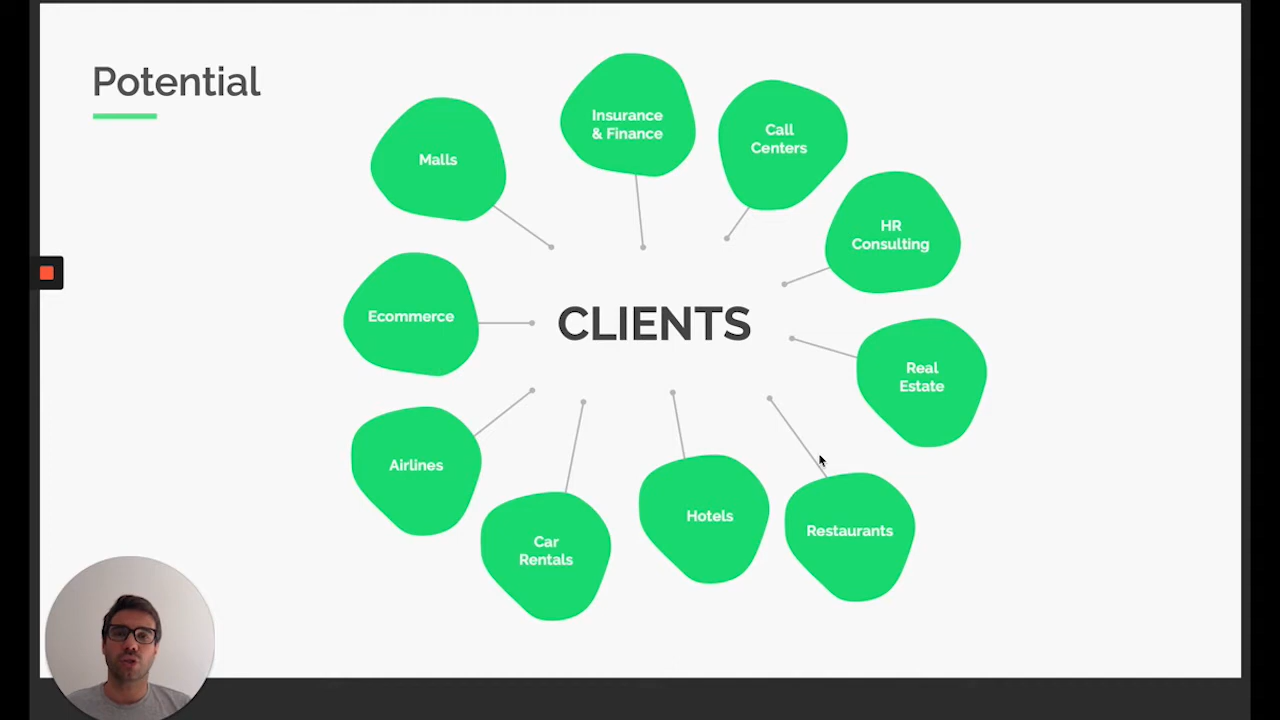 Potential
Insurance
& Finance
Call
Centers
Malls
HR
Consulting
Ecommerce
CLIENTS
Real
Estate
Airlines
Hotels
Restaurants
Car
Rentals